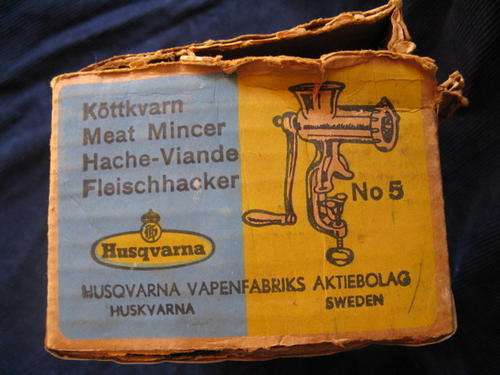 Köttkvarn
Meat Mincer
Hache-Viande
Fleischhacker
No 5
Husqvarna
HUSQVARNA VAPENFABRIKS AKTIEBOLAG
HUSKVARNA SWEDEN